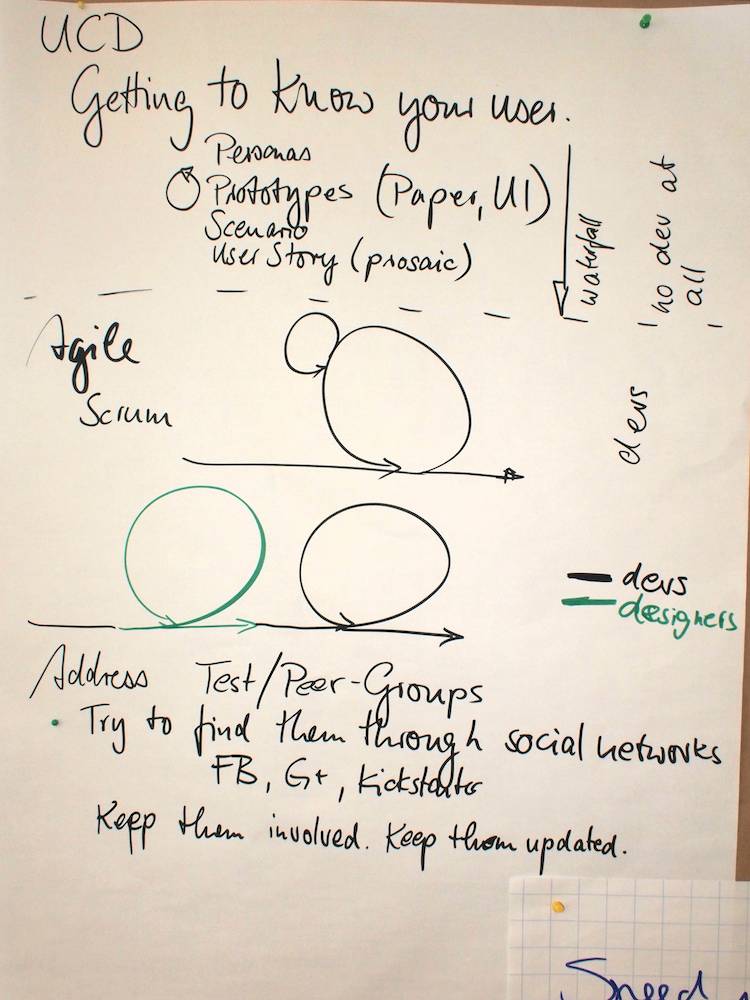 UCD
Getting to know your user.
Personas
Prototypes (Paper, UI)
Scenario
User Story (prosaic)
waterfall
no dev at
all
Agile
Scrum
devs
devs
designers
Address Test/Peer-Groups
• Try to find them through social networks
FB, G+, Kickstarter
Keep them involved. Keep them updated.
Speed